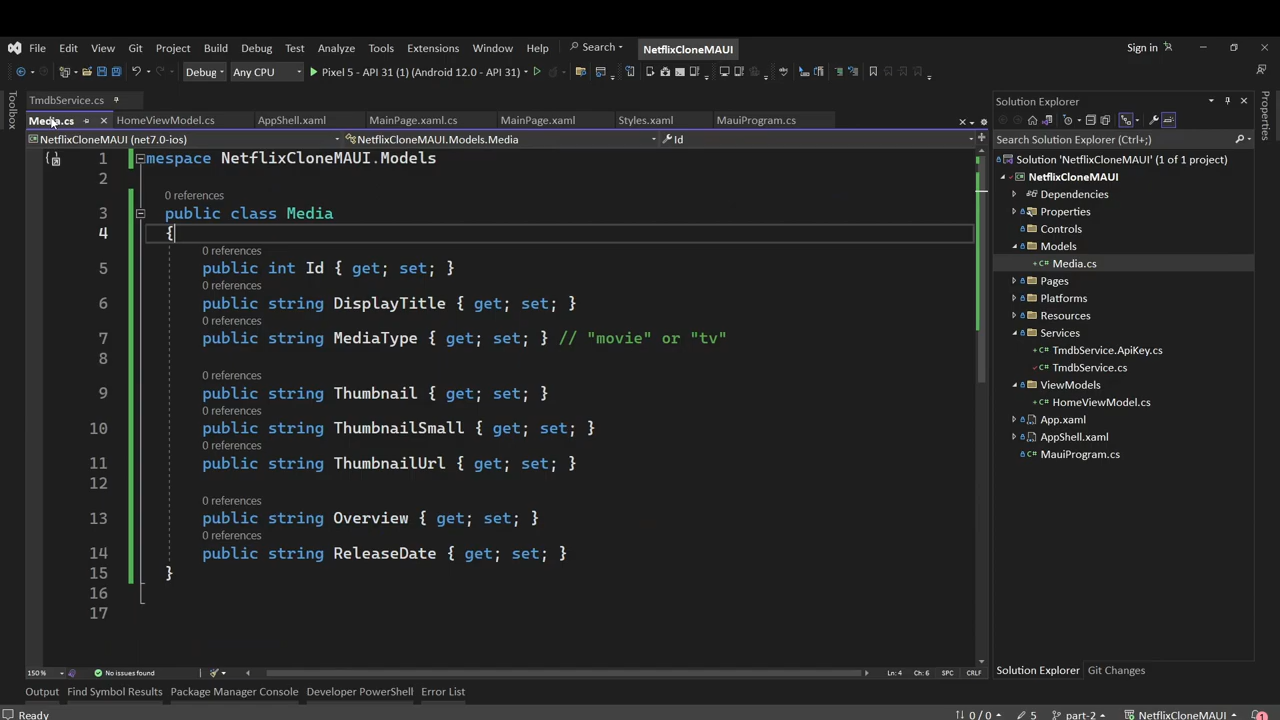 File Edit View Git Project Build Debug Test Analyze Tools Extensions Window Help Search NetflixCloneMAUI Sign in
Debug Any CPU Pixel 5 - API 31 (1) (Android 12.0 - API 31)
TmdbService.cs
Media.cs HomeViewModel.cs AppShell.xaml MainPage.xaml.cs MainPage.xaml Styles.xaml MauiProgram.cs
NetflixCloneMAUI (net7.0-ios) NetflixCloneMAUI.Models.Media Id
Toolbox
1 mespace NetflixCloneMAUI.Models
2
0 references
3 public class Media
4 {
0 references
5 public int Id { get; set; }
0 references
6 public string DisplayTitle { get; set; }
0 references
7 public string MediaType { get; set; } // "movie" or "tv"
8
0 references
9 public string Thumbnail { get; set; }
0 references
10 public string ThumbnailSmall { get; set; }
0 references
11 public string ThumbnailUrl { get; set; }
12
0 references
13 public string Overview { get; set; }
0 references
14 public string ReleaseDate { get; set; }
15 }
16
17
150 % No issues found Ln: 4 Ch: 6 SPC CRLF
Solution Explorer
Search Solution Explorer (Ctrl+;)
Solution 'NetflixCloneMAUI' (1 of 1 project)
NetflixCloneMAUI
Dependencies
Properties
Controls
Models
C# Media.cs
Pages
Platforms
Resources
Services
C# TmdbService.ApiKey.cs
C# TmdbService.cs
ViewModels
C# HomeViewModel.cs
App.xaml
AppShell.xaml
C# MauiProgram.cs
Solution Explorer Git Changes
Properties
Output Find Symbol Results Package Manager Console Developer PowerShell Error List
Ready 0 / 0 5 part-2 NetflixCloneMAUI 1